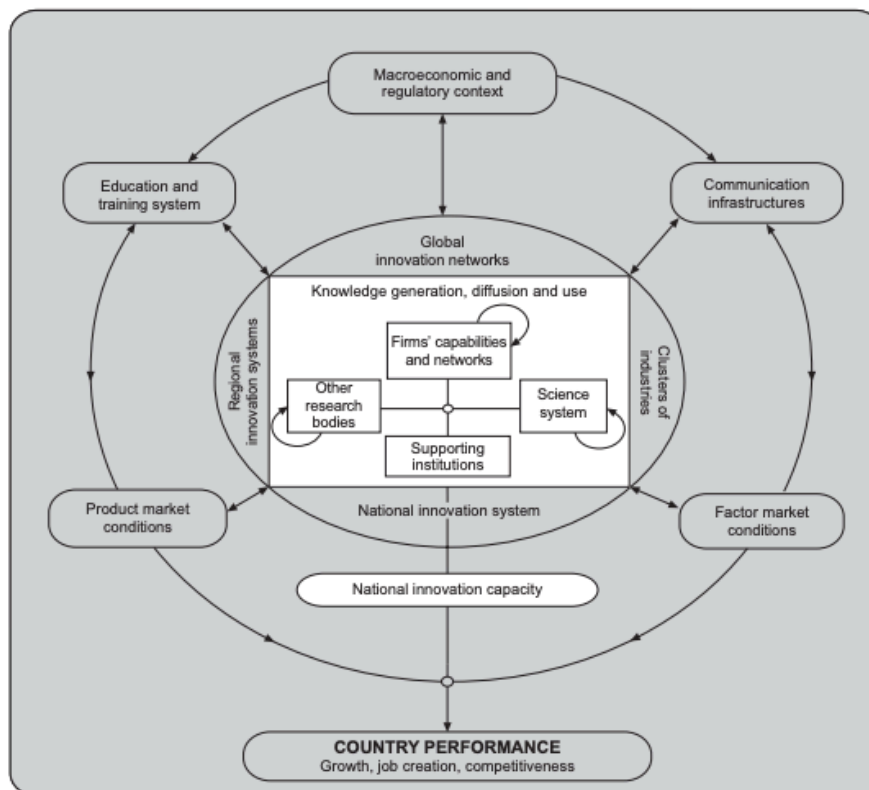 Macroeconomic and
regulatory context
Education and
training system
Communication
infrastructures
Global
innovation networks
Knowledge generation, diffusion and use
Firms' capabilities
and networks
Regional
innovation systems
Clusters of
industries
Other
research
bodies
Science
system
Supporting
institutions
Product market
conditions
National innovation system
Factor market
conditions
National innovation capacity
COUNTRY PERFORMANCE
Growth, job creation, competitiveness